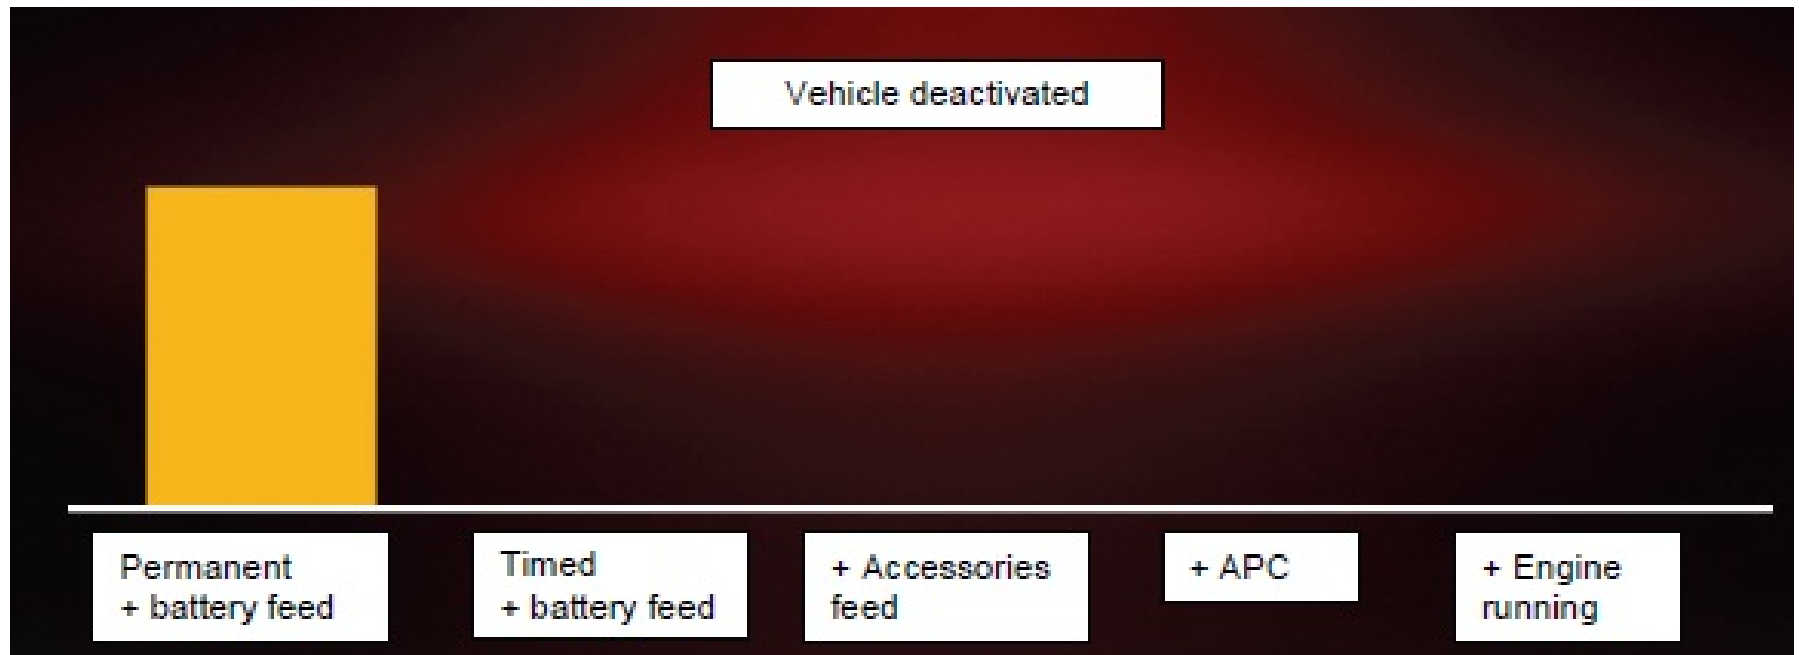 Vehicle deactivated
Permanent
+ battery feed
Timed
+ battery feed
+ Accessories
feed
+ APC
+ Engine
running